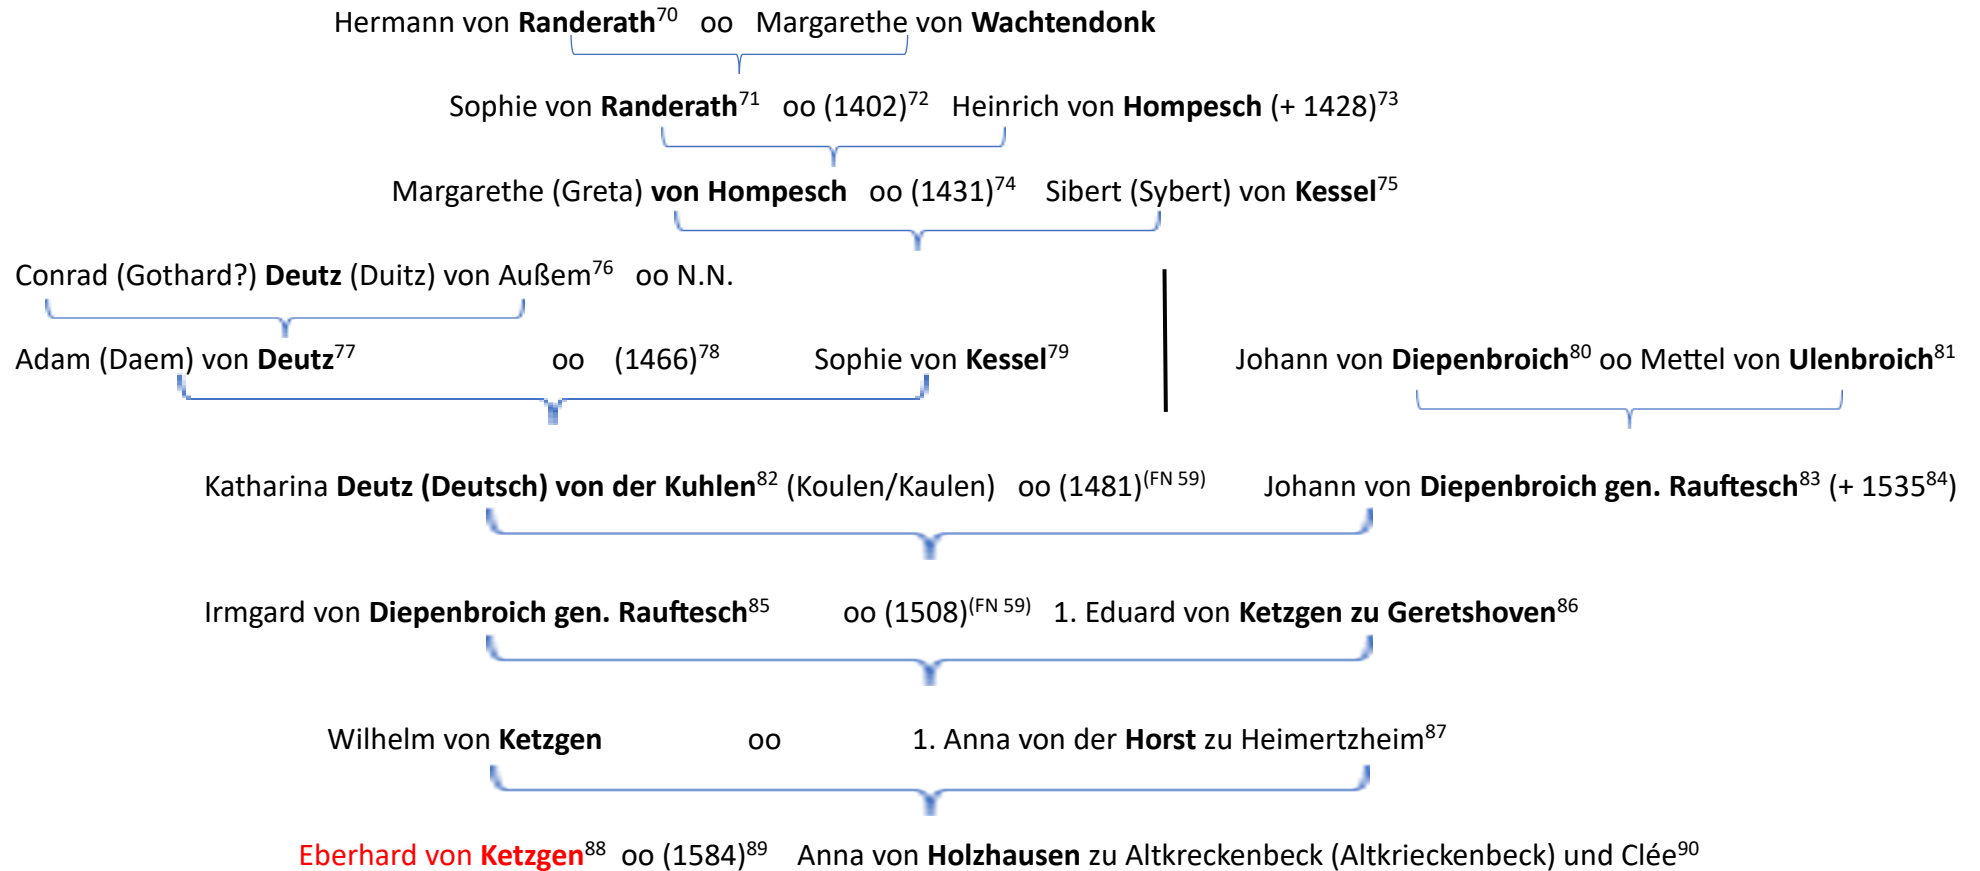 Hermann von Randerath⁷⁰ oo Margarethe von Wachtendonk
Sophie von Randerath⁷¹ oo (1402)⁷² Heinrich von Hompesch (+ 1428)⁷³
Margarethe (Greta) von Hompesch oo (1431)⁷⁴ Sibert (Sybert) von Kessel⁷⁵
Conrad (Gothard?) Deutz (Duitz) von Außem⁷⁶ oo N.N.
Adam (Daem) von Deutz⁷⁷ oo (1466)⁷⁸ Sophie von Kessel⁷⁹ Johann von Diepenbroich⁸⁰ oo Mettel von Ulenbroich⁸¹
Katharina Deutz (Deutsch) von der Kuhlen⁸² (Koulen/Kaulen) oo (1481)(FN 59) Johann von Diepenbroich gen. Rauftesch⁸³ (+ 1535⁸⁴)
Irmgard von Diepenbroich gen. Rauftesch⁸⁵ oo (1508)(FN 59) 1. Eduard von Ketzgen zu Geretshoven⁸⁶
Wilhelm von Ketzgen oo 1. Anna von der Horst zu Heimertzheim⁸⁷
Eberhard von Ketzgen⁸⁸ oo (1584)⁸⁹ Anna von Holzhausen zu Altkreckenbeck (Altkrieckenbeck) und Clée⁹⁰